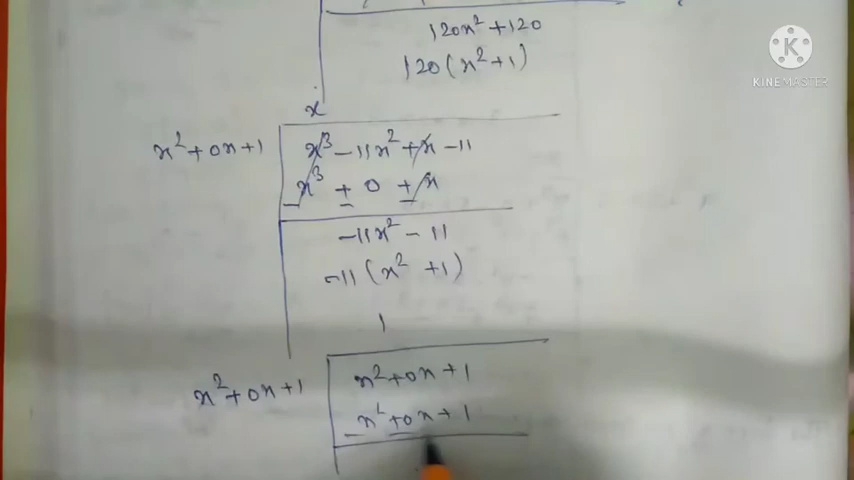 120x² + 120
120(x² + 1)
K
KINEMASTER
x
x² + 0x + 1
x³ - 11x² + x - 11
x³ + 0 + x
-11x² - 11
-11(x² + 1)
1
x² + 0x + 1
x² + 0x + 1
x² + 0x + 1